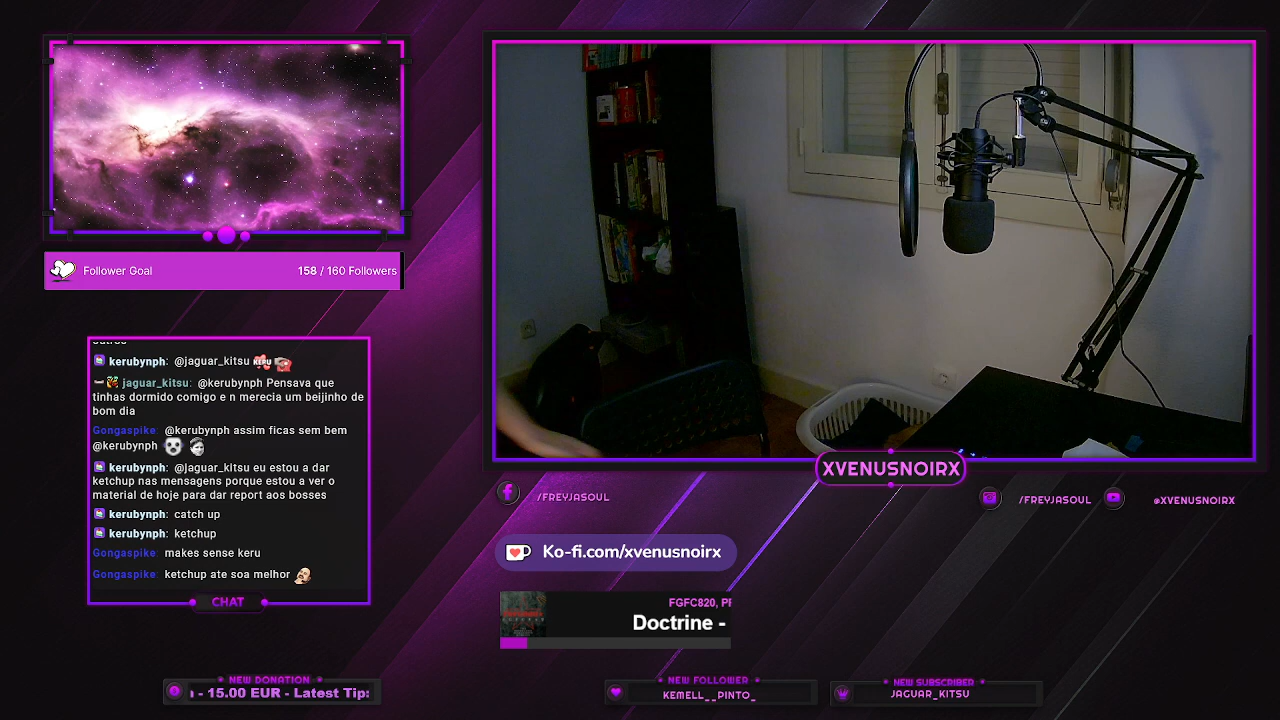 Follower Goal
158 / 160 Followers
outros
kerubynph: @jaguar_kitsu
KERU
jaguar_kitsu: @kerubynph Pensava que
tinhas dormido comigo e n merecia um beijinho de
bom dia
Gongaspike: @kerubynph assim ficas sem bem
@kerubynph
kerubynph: @jaguar_kitsu eu estou a dar
ketchup nas mensagens porque estou a ver o
material de hoje para dar report aos bosses
kerubynph: catch up
kerubynph: ketchup
Gongaspike: makes sense keru
Gongaspike: ketchup ate soa melhor
CHAT
XVENUSNOIRX
/FREYJASOUL
/FREYJASOUL
@XVENUSNOIRX
Ko-fi.com/xvenusnoirx
FGFC820, 
Doctrine -
NEW DONATION
- 15.00 EUR - Latest Tip:
NEW FOLLOWER
KEMELL__PINTO_
NEW SUBSCRIBER
JAGUAR_KITSU